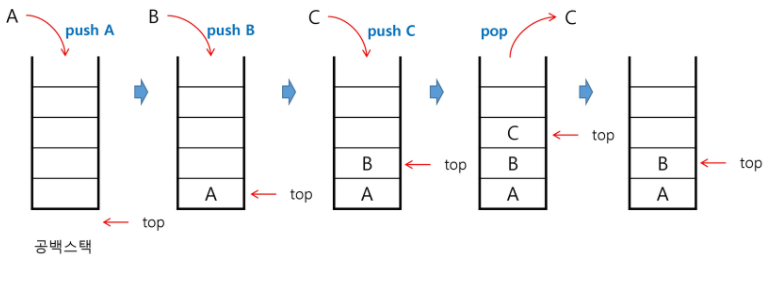 A push A
B push B
C push C
pop C
C top
B top B B top
A top A A A
top
공백스택